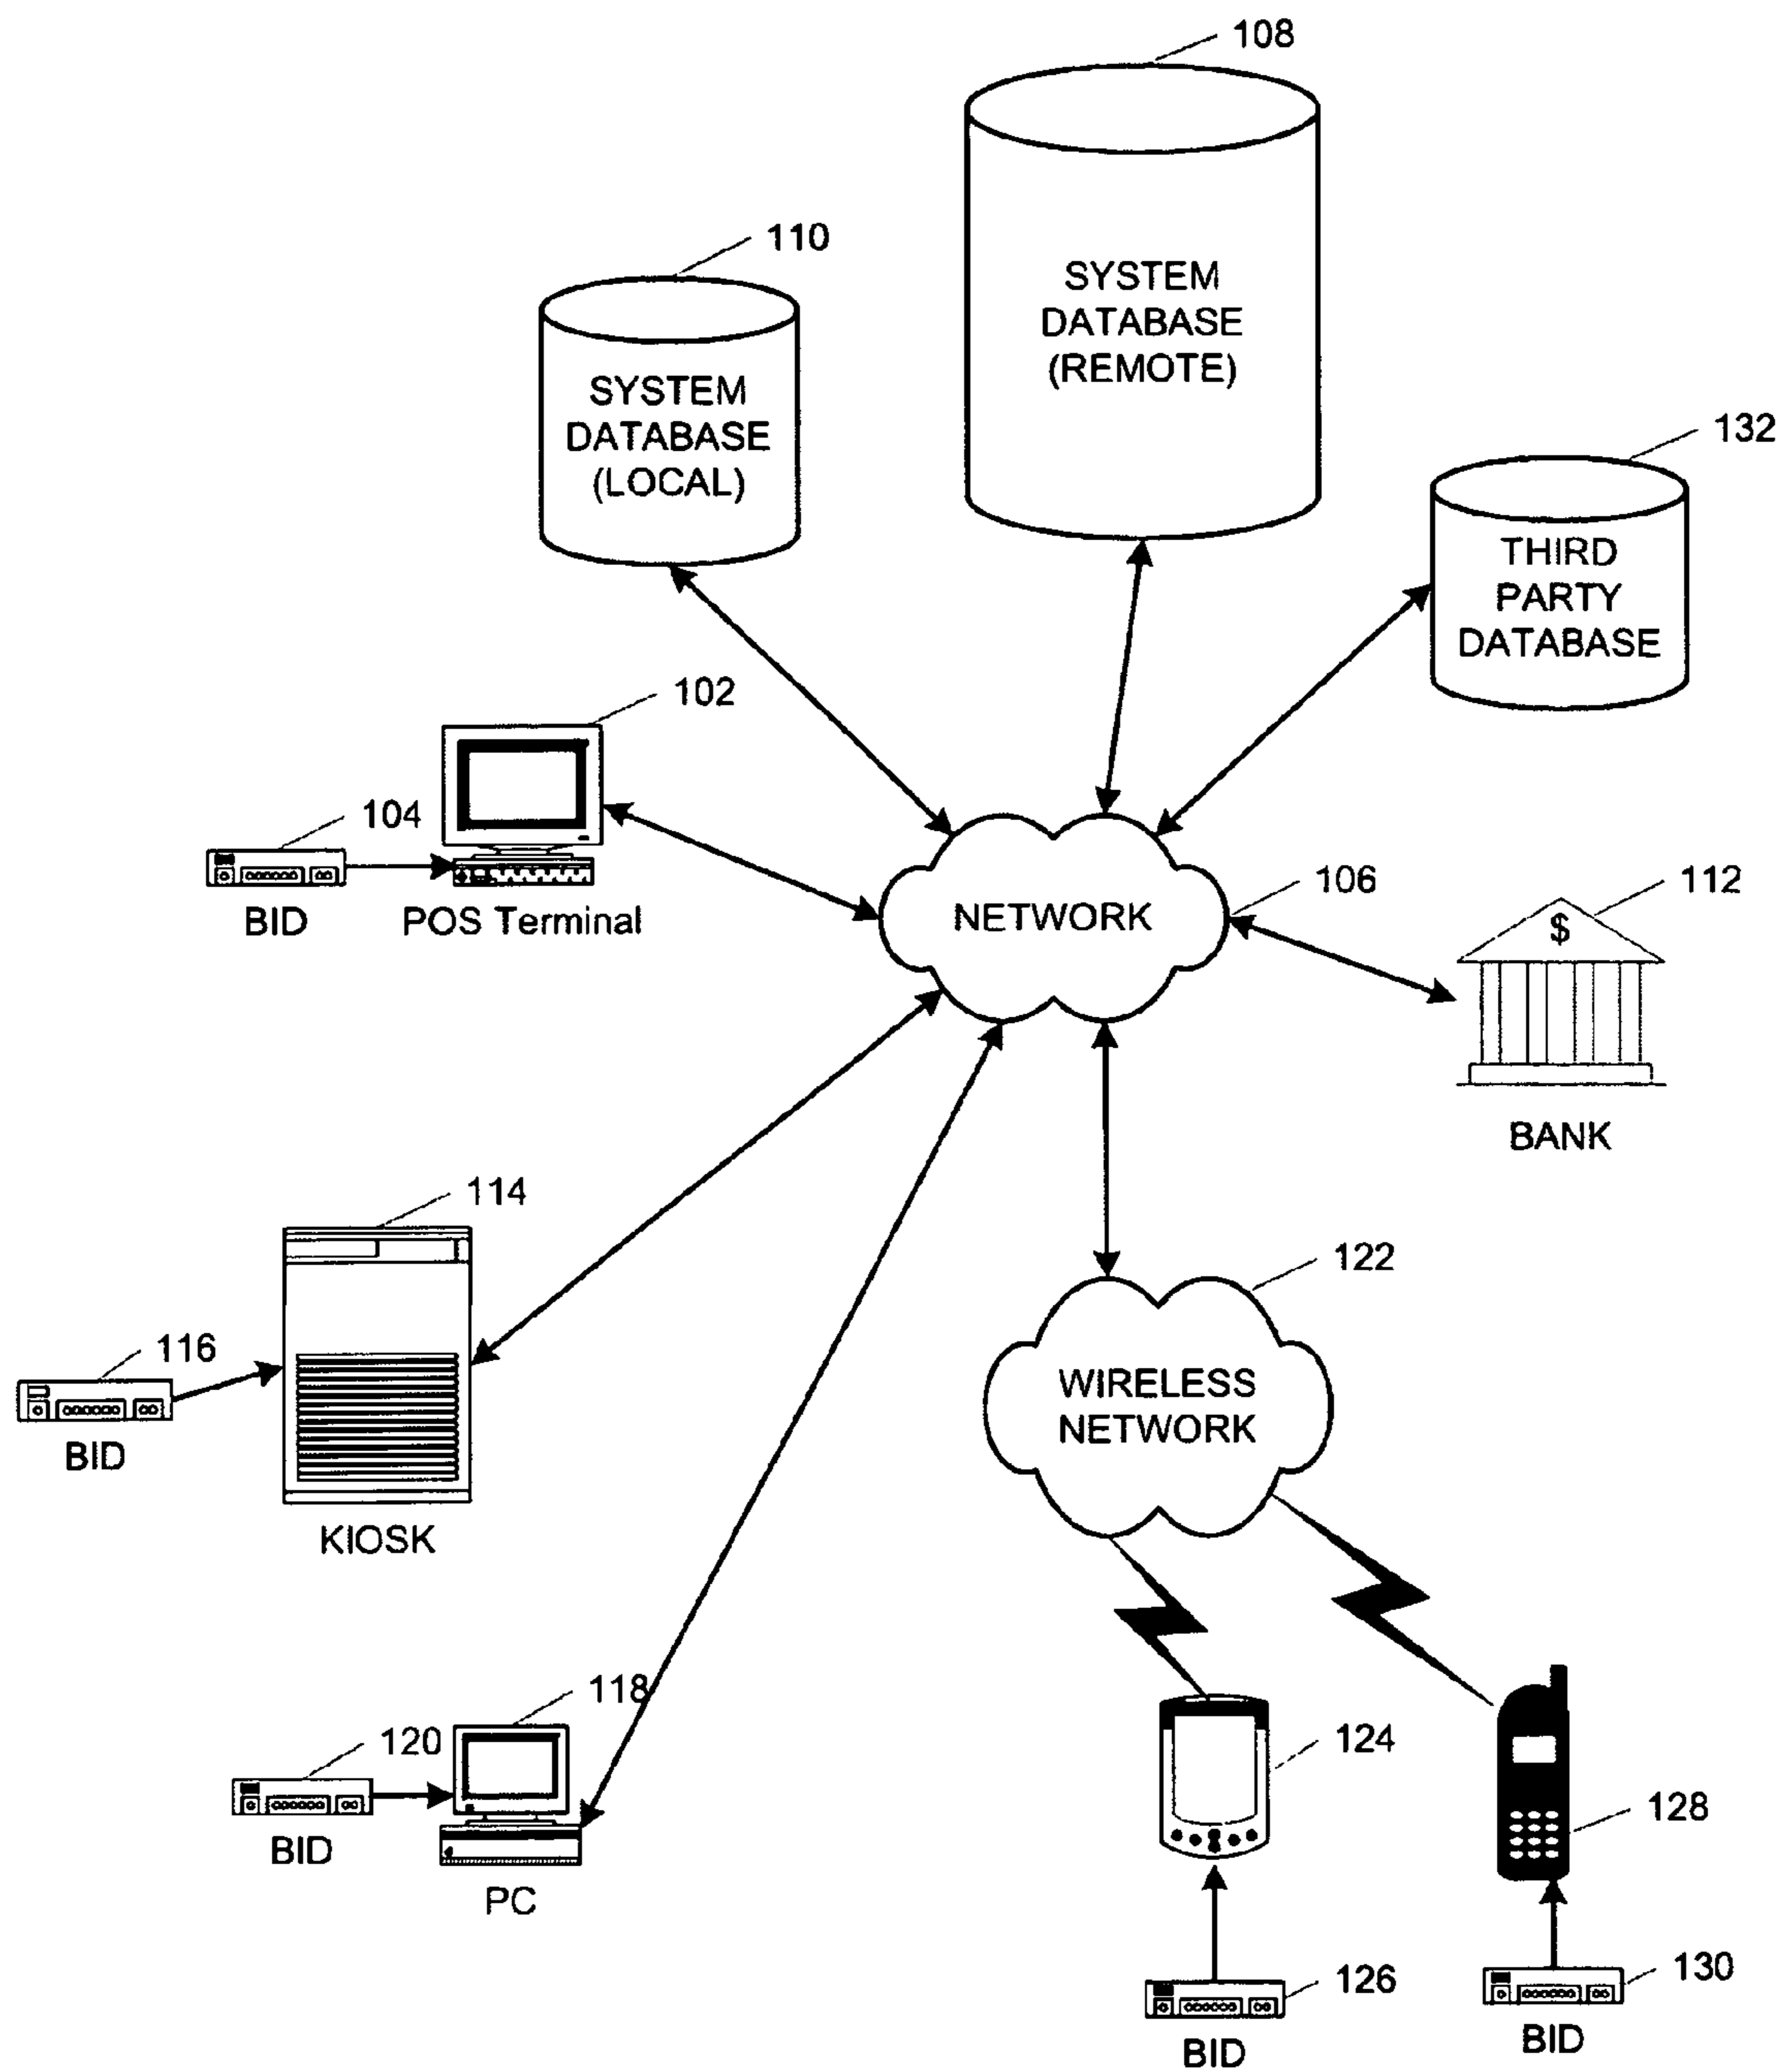 108
110
SYSTEM
DATABASE
(REMOTE)
SYSTEM
DATABASE
(LOCAL)
132
THIRD
PARTY
DATABASE
102
104
BID
POS Terminal
NETWORK
106
112
$
BANK
114
116
BID
KIOSK
122
WIRELESS
NETWORK
118
120
BID
PC
124
128
126
BID
130
BID